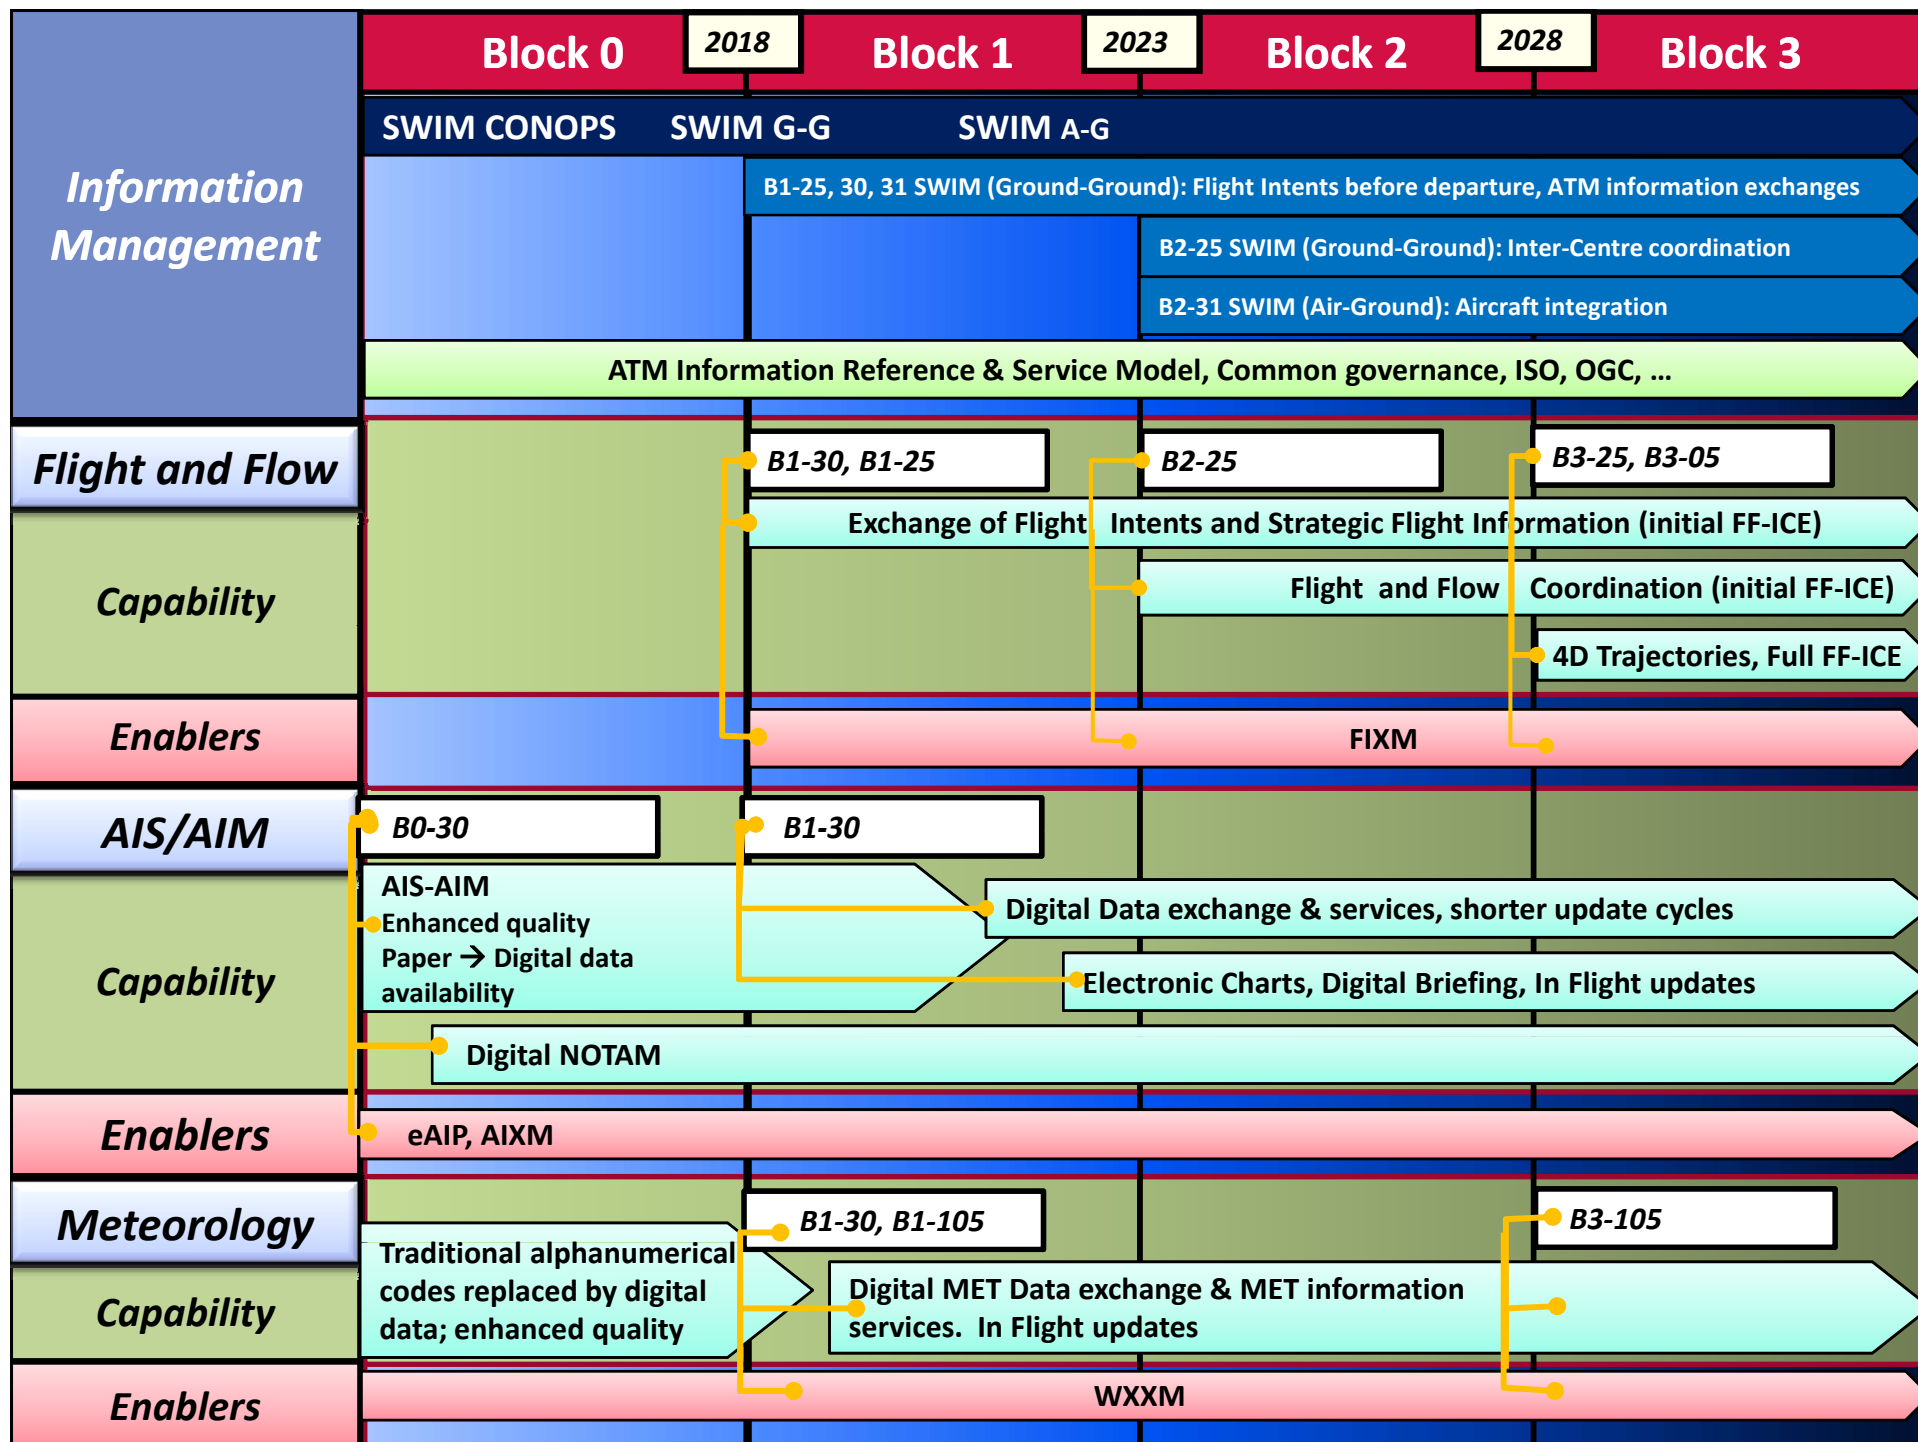 Block 0
2018
Block 1
2023
Block 2
2028
Block 3
Information
Management
SWIM CONOPS
SWIM G-G
SWIM A-G
B1-25, 30, 31 SWIM (Ground-Ground): Flight Intents before departure, ATM information exchanges
B2-25 SWIM (Ground-Ground): Inter-Centre coordination
B2-31 SWIM (Air-Ground): Aircraft integration
ATM Information Reference & Service Model, Common governance, ISO, OGC, ...
Flight and Flow
B1-30, B1-25
B2-25
B3-25, B3-05
Capability
Exchange of Flight Intents and Strategic Flight Information (initial FF-ICE)
Flight and Flow Coordination (initial FF-ICE)
4D Trajectories, Full FF-ICE
Enablers
FIXM
AIS/AIM
B0-30
B1-30
Capability
AIS-AIM
Enhanced quality
Paper → Digital data
availability
Digital Data exchange & services, shorter update cycles
Electronic Charts, Digital Briefing, In Flight updates
Digital NOTAM
Enablers
eAIP, AIXM
Meteorology
B1-30, B1-105
B3-105
Capability
Traditional alphanumerical
codes replaced by digital
data; enhanced quality
Digital MET Data exchange & MET information
services. In Flight updates
Enablers
WXXM